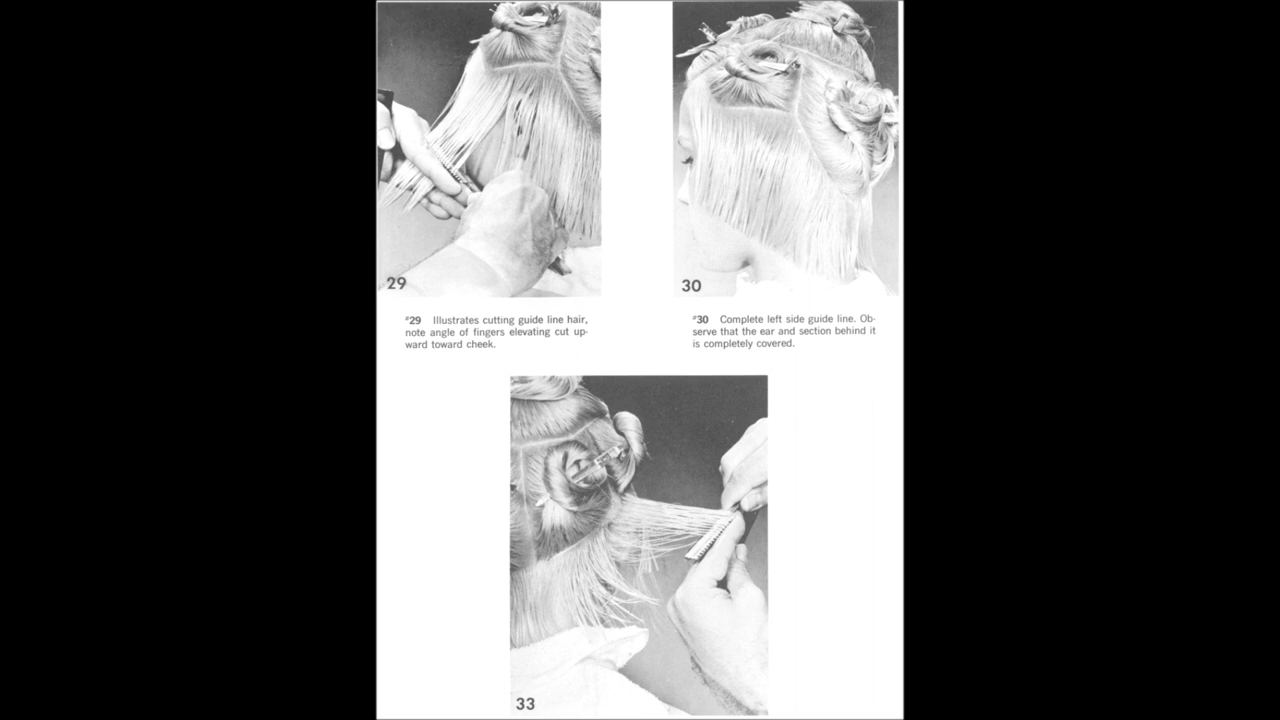 29
30
#29 Illustrates cutting guide line hair,
note angle of fingers elevating cut up-
ward toward cheek.
#30 Complete left side guide line. Ob-
serve that the ear and section behind it
is completely covered.
33